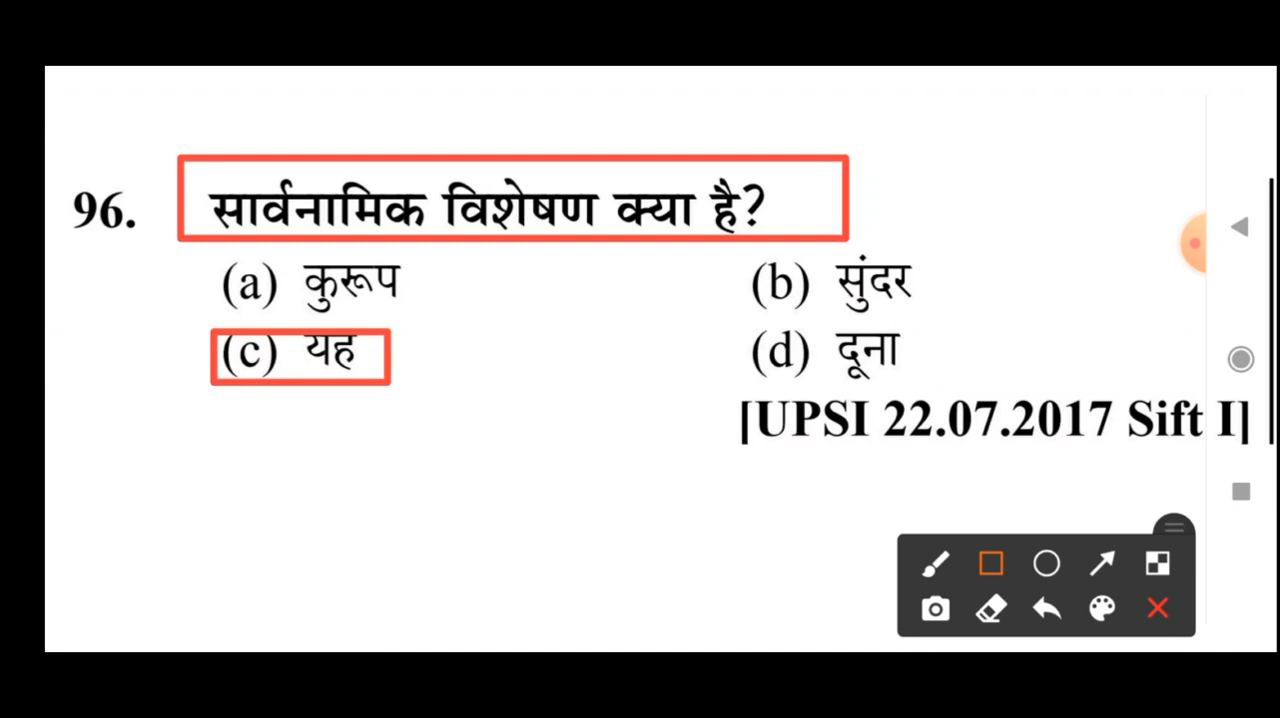 96. सार्वनामिक विशेषण क्या है?
(a) कुरूप (b) सुंदर
(c) यह (d) दूना
[UPSI 22.07.2017 Sift I]